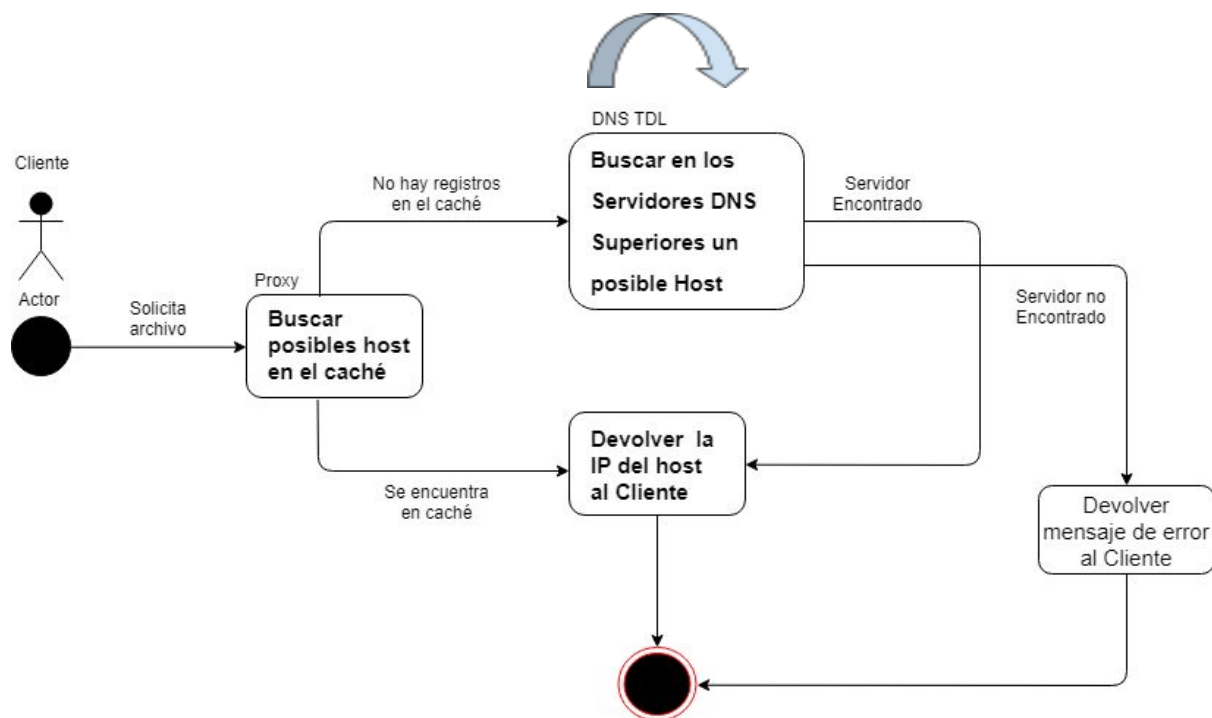 DNS TDL
Buscar en los
Servidores DNS
Superiores un
posible Host
Cliente
Actor
Solicita
archivo
Proxy
Buscar
posibles host
en el caché
No hay registros
en el caché
Servidor
Encontrado
Servidor no
Encontrado
Se encuentra
en caché
Devolver la
IP del host
al Cliente
Devolver
mensaje de error
al Cliente